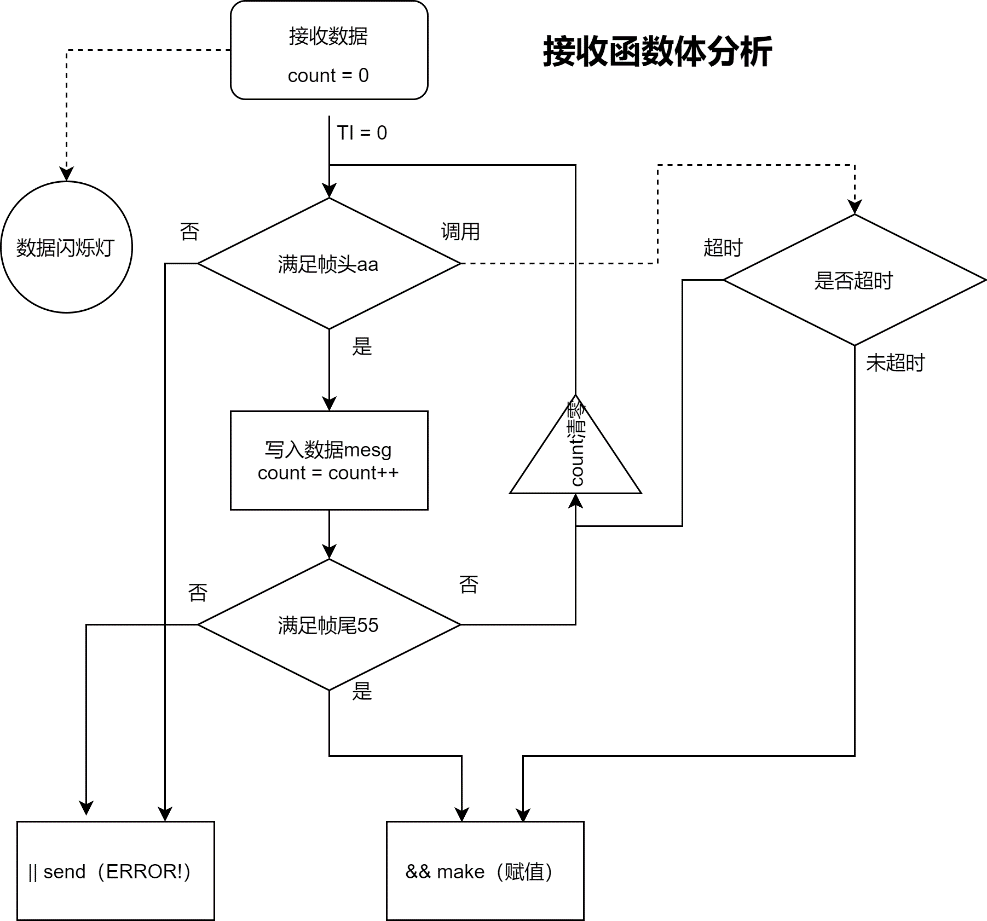 接收数据
count = 0
接收函数体分析
TI = 0
数据闪烁灯
否
调用
满足帧头aa
超时
是否超时
是
未超时
写入数据mesg
count = count++
count清零
否
否
满足帧尾55
是
|| send（ERROR!）
&& make（赋值）